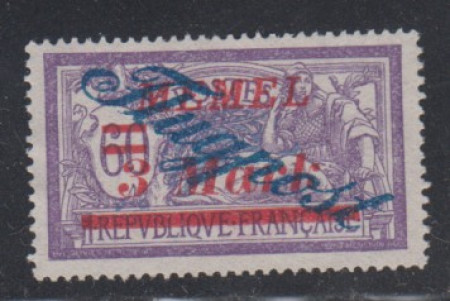 MEMEL
Flugpost
60
3 Mark
REPVBLIQVE·FRANÇAISE